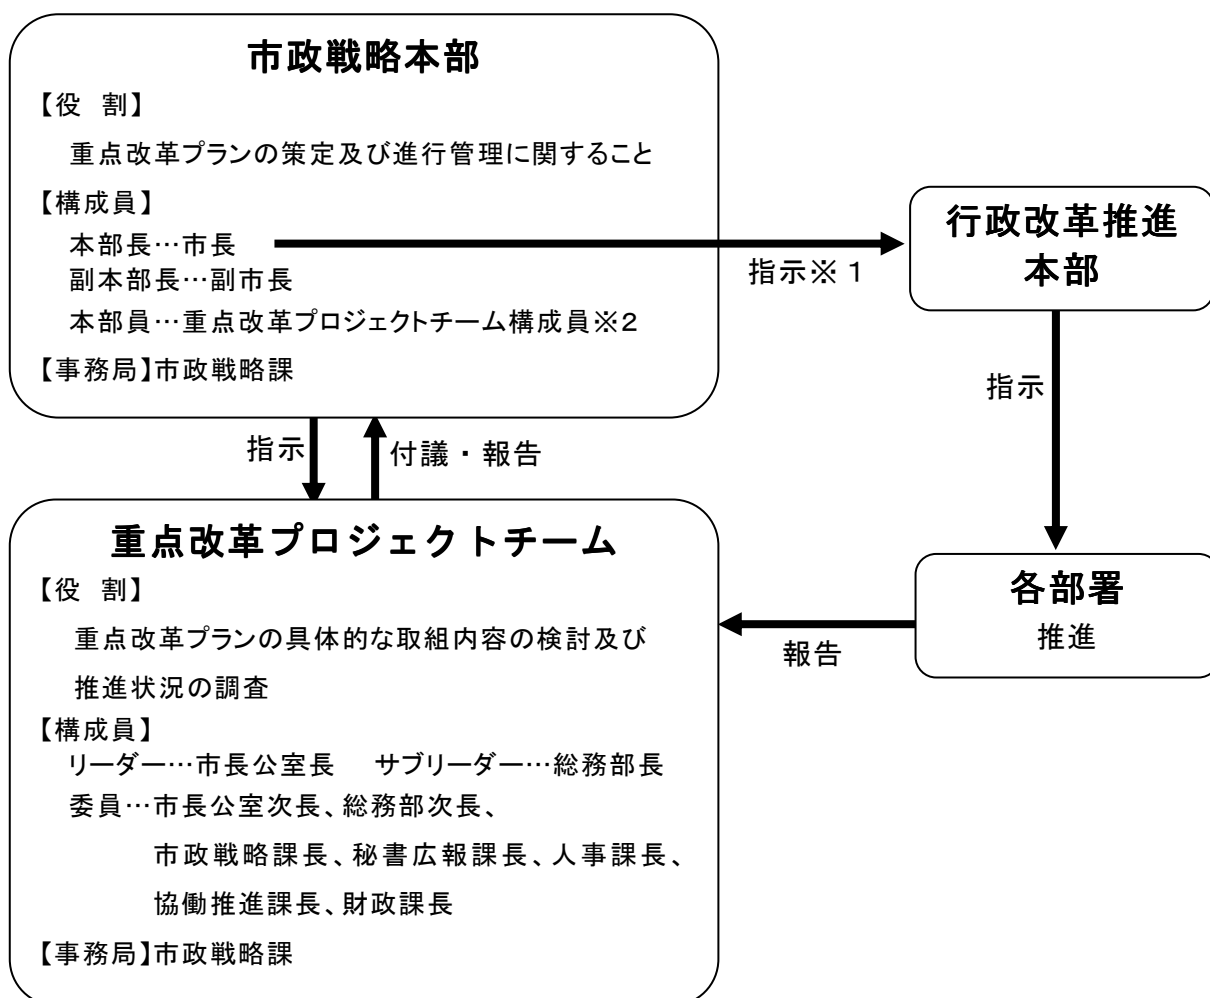 市政戦略本部
【役 割】
重点改革プランの策定及び進行管理に関すること
【構成員】
本部長…市長
副本部長…副市長
本部員…重点改革プロジェクトチーム構成員※2
【事務局】市政戦略課
指示※1
行政改革推進
本部
指示
指示
付議・報告
重点改革プロジェクトチーム
【役 割】
重点改革プランの具体的な取組内容の検討及び
推進状況の調査
【構成員】
リーダー…市長公室長 サブリーダー…総務部長
委員…市長公室次長、総務部次長、
市政戦略課長、秘書広報課長、人事課長、
協働推進課長、財政課長
【事務局】市政戦略課
各部署
推進
報告